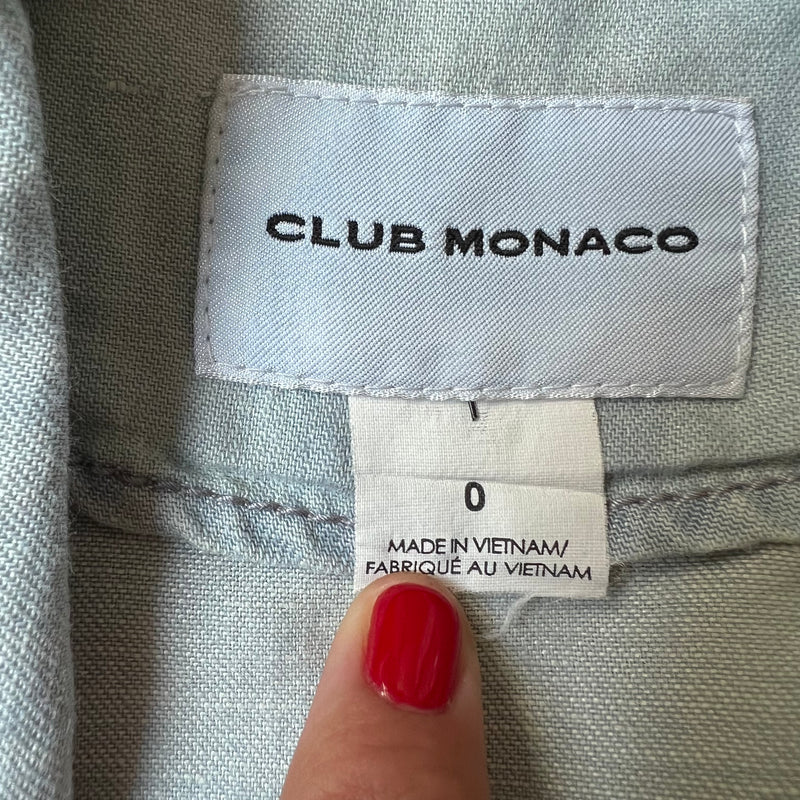 CLUB MONACO
0
MADE IN VIETNAM/
FABRIQUÉ AU VIETNAM